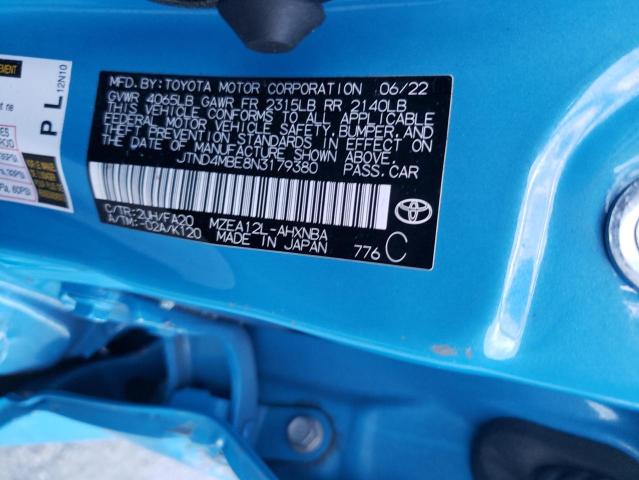 MFD. BY: TOYOTA MOTOR CORPORATION 06/22
GVWR 4065LB GAWR FR 2315LB RR 2140LB
THIS VEHICLE CONFORMS TO ALL APPLICABLE
FEDERAL MOTOR VEHICLE SAFETY, BUMPER, AND
THEFT PREVENTION STANDARDS IN EFFECT ON THE
DATE OF MANUFACTURE SHOWN ABOVE.
JTND4MBE8N3179380 PASS.CAR
C/TR: 2UH/FA20 MZEA12L-AHXNBA
A/TM: -02A/K120 MADE IN JAPAN 776 C
TOYOTA
PL
12N10